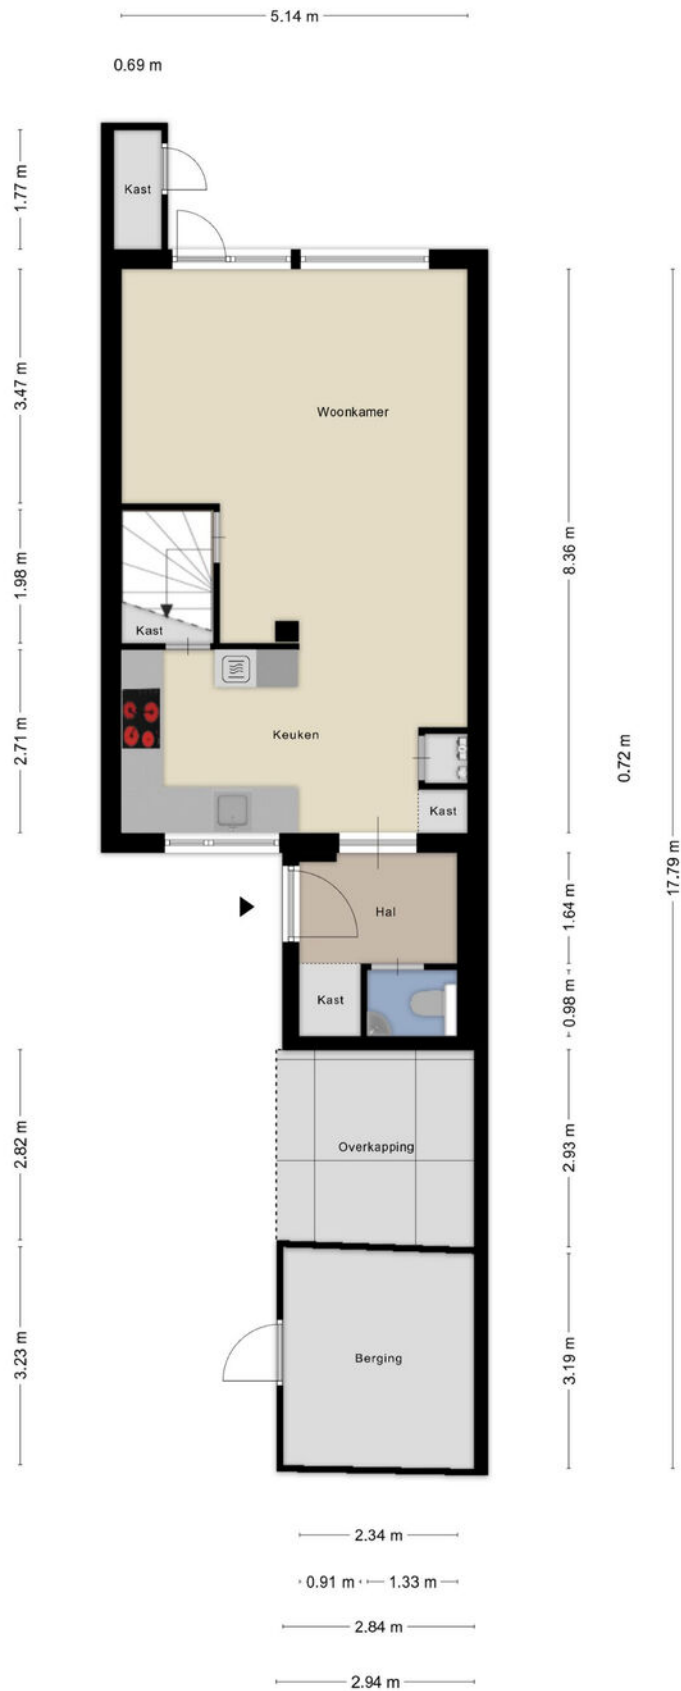 5.14 m
0.69 m
1.77 m
Kast
3.47 m
Woonkamer
8.36 m
1.98 m
Kast
2.71 m
Keuken
0.72 m
Kast
17.79 m
Hal
1.64 m
Kast
0.98 m
2.82 m
Overkapping
2.93 m
3.23 m
Berging
3.19 m
2.34 m
0.91 m
1.33 m
2.84 m
2.94 m